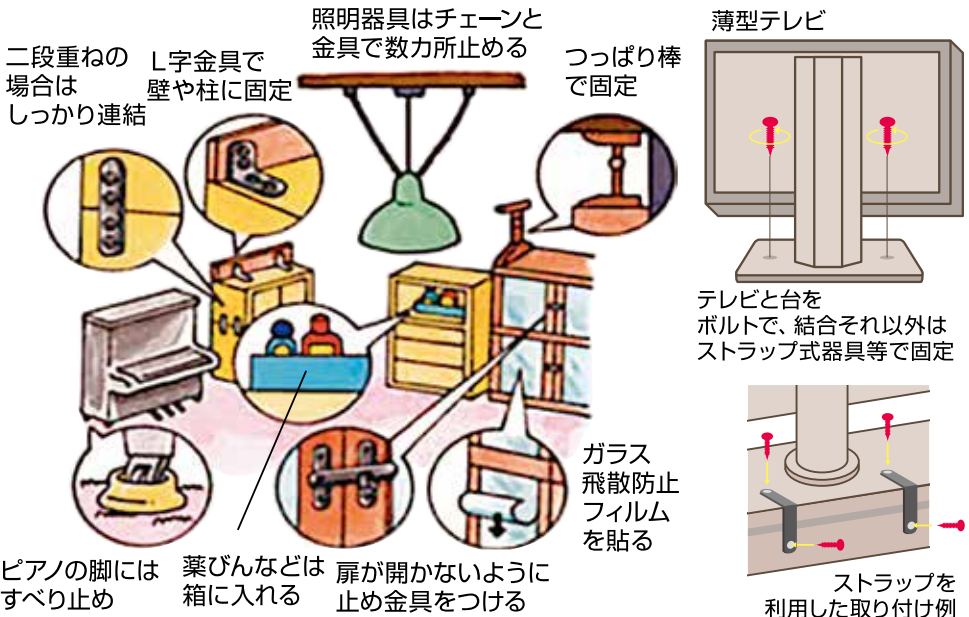 二段重ねの
場合は
しっかり連結
L字金具で
壁や柱に固定
照明器具はチェーンと
金具で数カ所止める
つっぱり棒
で固定
薄型テレビ
テレビと台を
ボルトで、結合それ以外は
ストラップ式器具等で固定
ピアノの脚には
すべり止め
薬びんなどは
箱に入れる
扉が開かないように
止め金具をつける
ガラス
飛散防止
フィルム
を貼る
ストラップを
利用した取り付け例